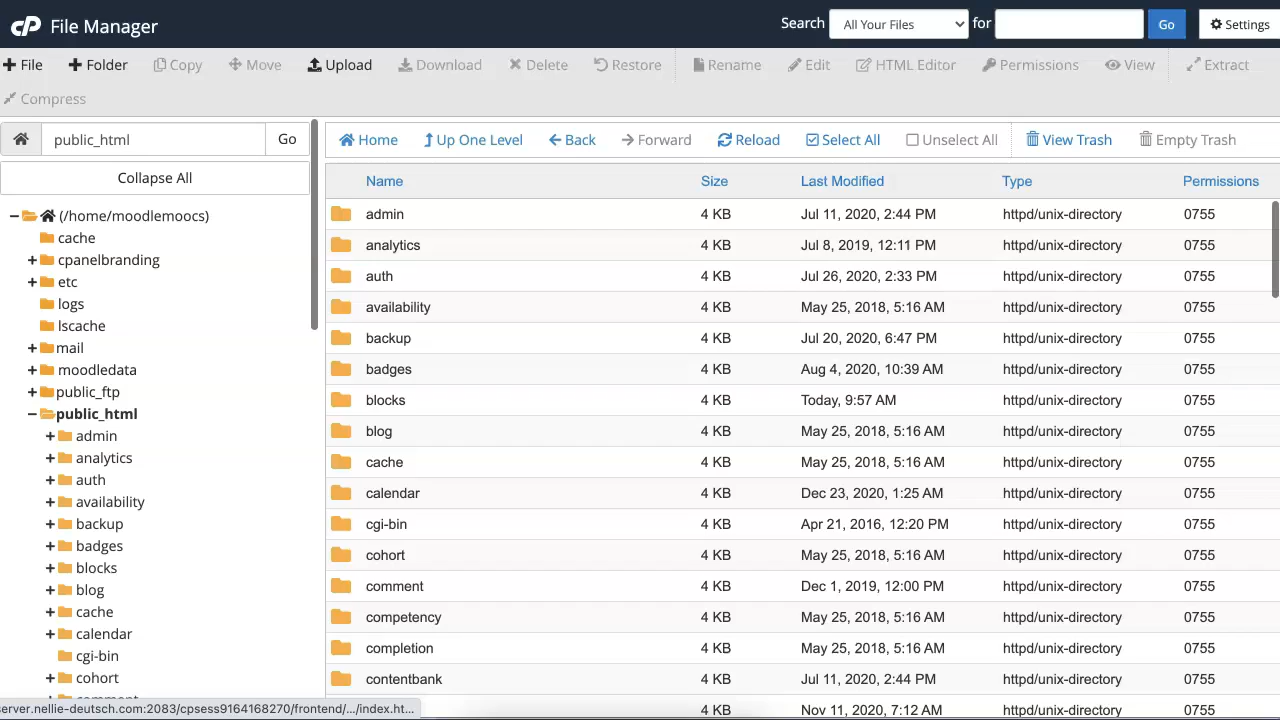 cP File Manager
Search All Your Files for Go Settings
File Folder Copy Move Upload Download Delete Restore Rename Edit HTML Editor Permissions View Extract
Compress
public_html Go
Collapse All
(/home/moodlemoocs)
cache
cpanelbranding
etc
logs
lscache
mail
moodledata
public_ftp
public_html
admin
analytics
auth
availability
backup
badges
blocks
blog
cache
calendar
cgi-bin
cohort
comment
server.nellie-deutsch.com:2083/cpsess9164168270/frontend/.../index.ht...
Home Up One Level Back Forward Reload Select All Unselect All View Trash Empty Trash
Name Size Last Modified Type Permissions
admin 4 KB Jul 11, 2020, 2:44 PM httpd/unix-directory 0755
analytics 4 KB Jul 8, 2019, 12:11 PM httpd/unix-directory 0755
auth 4 KB Jul 26, 2020, 2:33 PM httpd/unix-directory 0755
availability 4 KB May 25, 2018, 5:16 AM httpd/unix-directory 0755
backup 4 KB Jul 20, 2020, 6:47 PM httpd/unix-directory 0755
badges 4 KB Aug 4, 2020, 10:39 AM httpd/unix-directory 0755
blocks 4 KB Today, 9:57 AM httpd/unix-directory 0755
blog 4 KB May 25, 2018, 5:16 AM httpd/unix-directory 0755
cache 4 KB May 25, 2018, 5:16 AM httpd/unix-directory 0755
calendar 4 KB Dec 23, 2020, 1:25 AM httpd/unix-directory 0755
cgi-bin 4 KB Apr 21, 2016, 12:20 PM httpd/unix-directory 0755
cohort 4 KB May 25, 2018, 5:16 AM httpd/unix-directory 0755
comment 4 KB Dec 1, 2019, 12:00 PM httpd/unix-directory 0755
competency 4 KB May 25, 2018, 5:16 AM httpd/unix-directory 0755
completion 4 KB May 25, 2018, 5:16 AM httpd/unix-directory 0755
contentbank 4 KB Jul 11, 2020, 2:44 PM httpd/unix-directory 0755
4 KB Nov 11, 2020, 7:12 AM httpd/unix-directory 0755